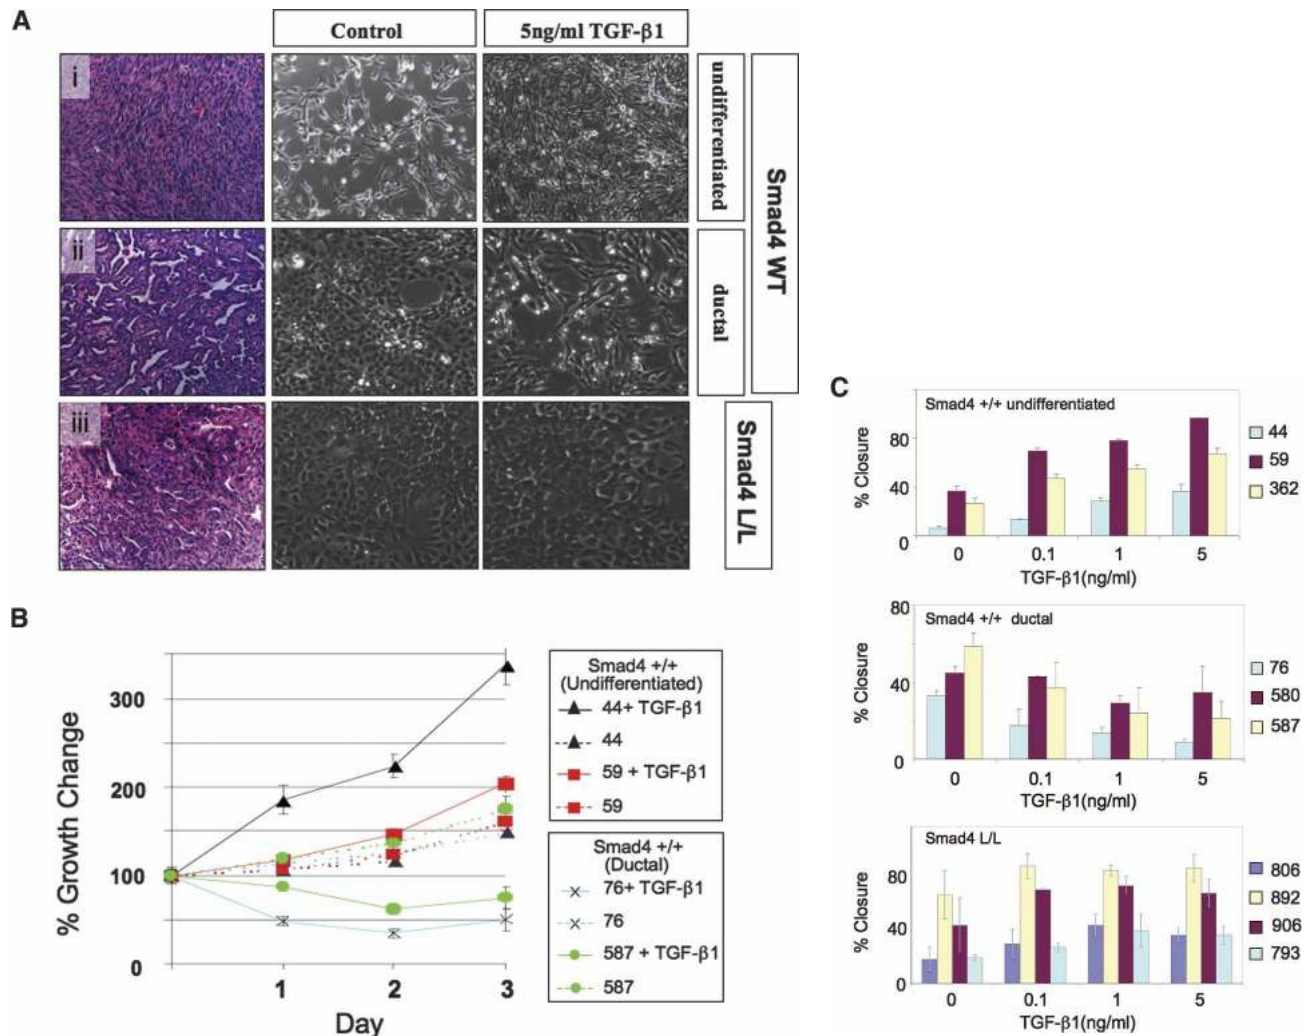 A
Control
5ng/ml TGF-β1
i
undifferentiated
ii
ductal
Smad4 WT
iii
Smad4 L/L
B
% Growth Change
300
200
100
0
1
2
3
Day
Smad4 +/+
(Undifferentiated)
44+ TGF-β1
44
59 + TGF-β1
59
Smad4 +/+
(Ductal)
76+ TGF-β1
76
587 + TGF-β1
587
C
Smad4 +/+ undifferentiated
% Closure
80
40
0
0
0.1
1
5
TGF-β1(ng/ml)
44
59
362
Smad4 +/+ ductal
% Closure
80
40
0
0
0.1
1
5
TGF-β1(ng/ml)
76
580
587
Smad4 L/L
% Closure
80
40
0
0
0.1
1
5
TGF-β1(ng/ml)
806
892
906
793